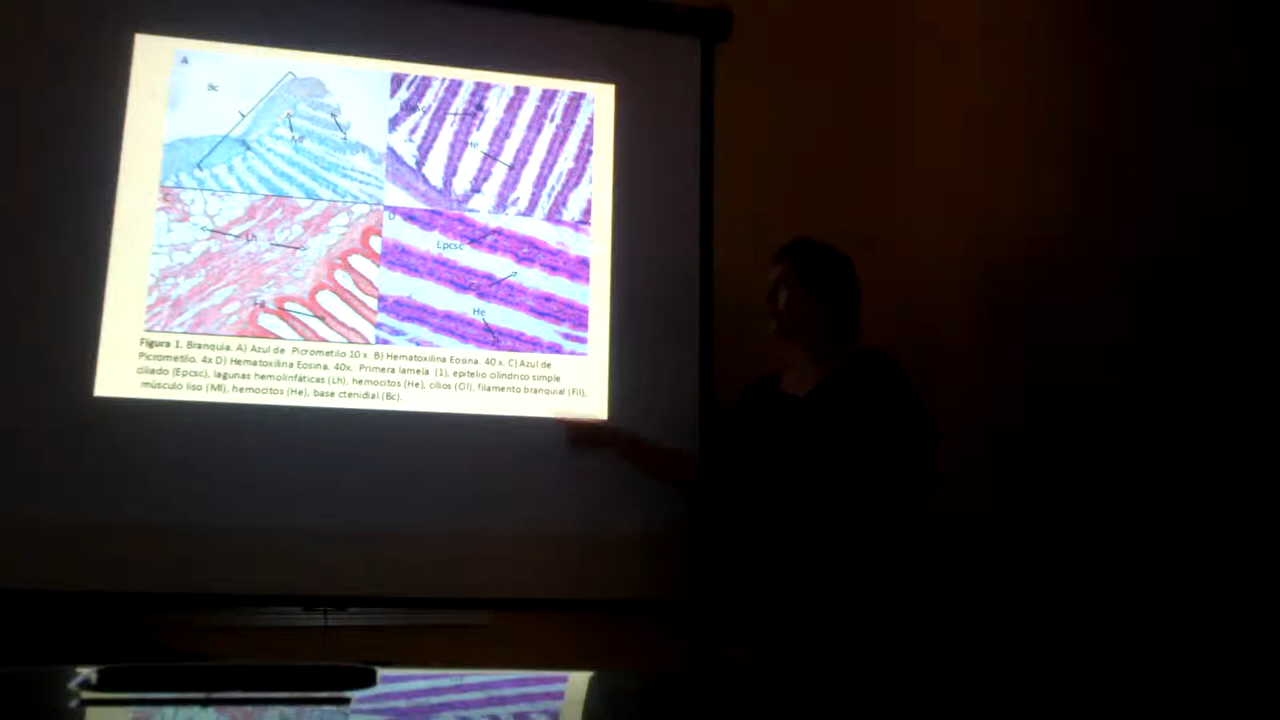 A
Bc
Ml
He
C
Lh
Fil
D
Epcsc
He
Figura 1. Branquia. A) Azul de Picrometilo 10 x B) Hematoxilina Eosina. 40 x. C) Azul de
Picrometilo. 4x D) Hematoxilina Eosina. 40x. Primera lamela (1), epitelio cilíndrico simple
ciliado (Epcsc), lagunas hemolinfáticas (Lh), hemocitos (He), cilios (Cil), filamento branquial (Fil),
músculo liso (Ml), hemocitos (He), base ctenidial (Bc).